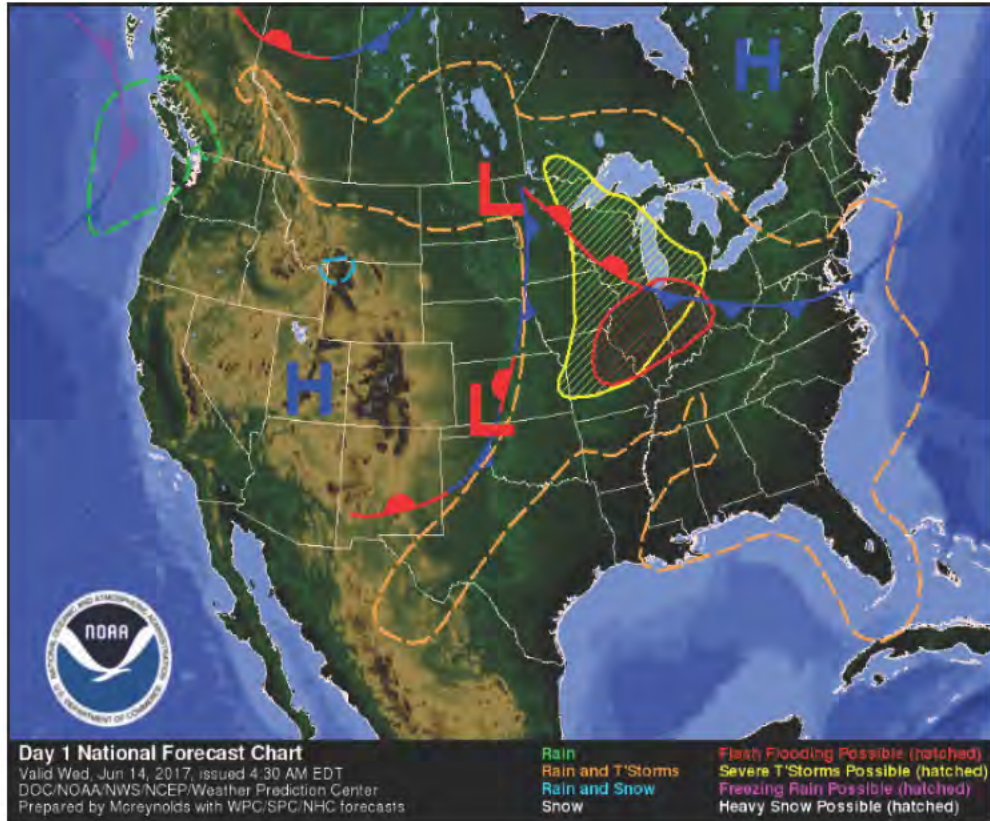 H
L
H
L
NATIONAL OCEANIC AND ATMOSPHERIC ADMINISTRATION
NOAA
U.S. DEPARTMENT OF COMMERCE
Day 1 National Forecast Chart
Valid Wed, Jun 14, 2017, issued 4:30 AM EDT
DOC/NOAA/NWS/NCEP/Weather Prediction Center
Prepared by Mcreynolds with WPC/SPC/NHC forecasts
Rain
Rain and T'Storms
Rain and Snow
Snow
Flash Flooding Possible (hatched)
Severe T'Storms Possible (hatched)
Freezing Rain Possible (hatched)
Heavy Snow Possible (hatched)